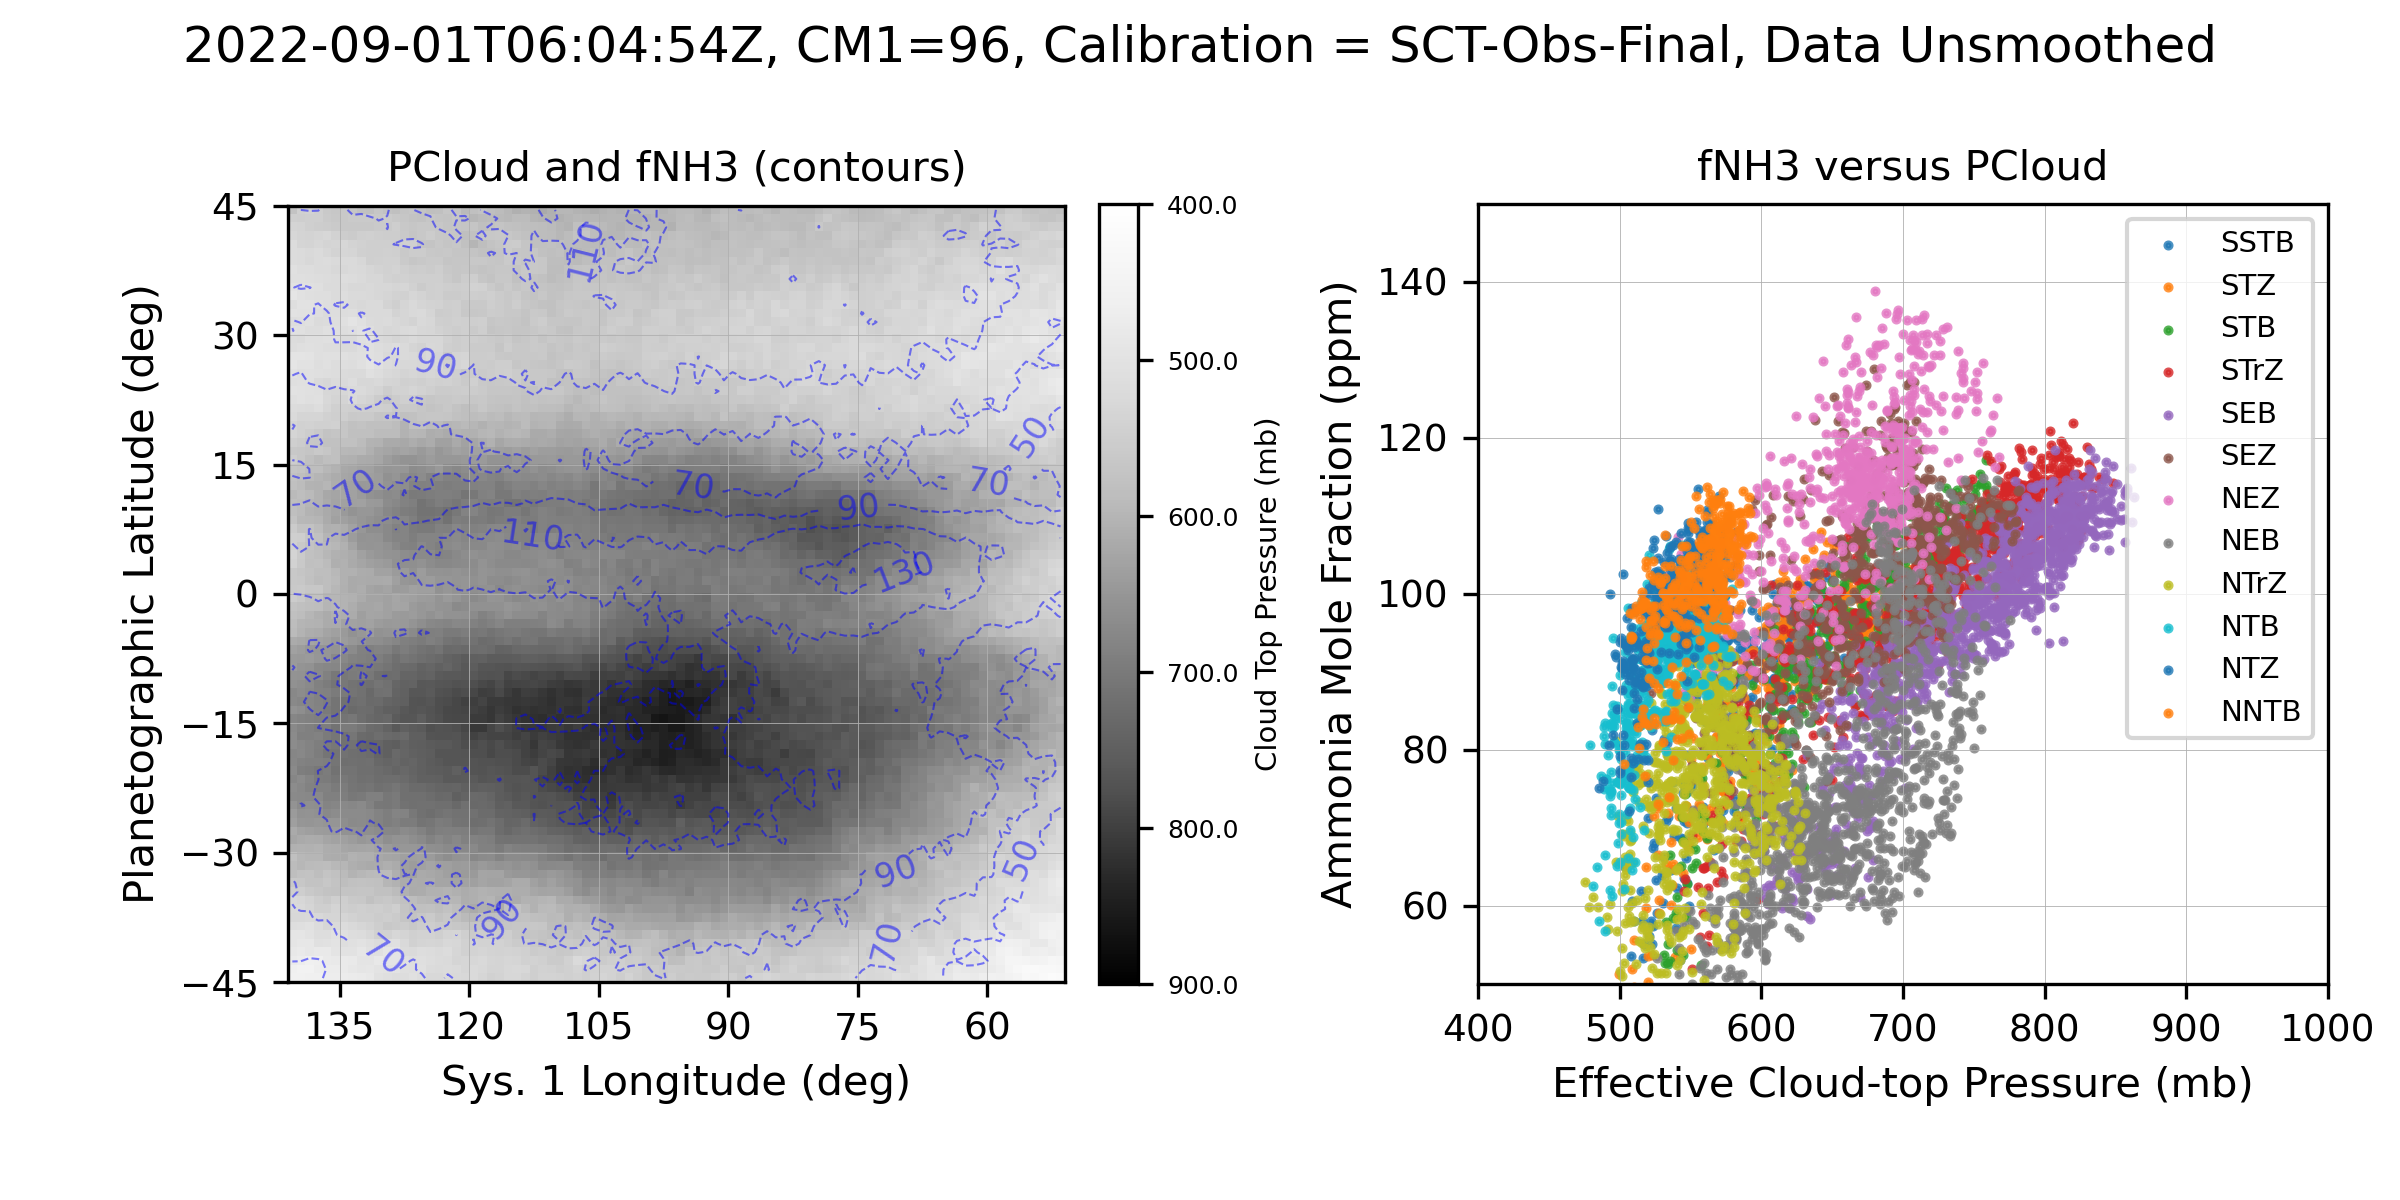 2022-09-01T06:04:54Z, CM1=96, Calibration = SCT-Obs-Final, Data Unsmoothed
PCloud and fNH3 (contours)
45
30
15
0
−15
−30
−45
Planetographic Latitude (deg)
135
120
105
90
75
60
Sys. 1 Longitude (deg)
110
90
50
70
70
70
90
110
130
90
50
90
70
70
400.0
500.0
600.0
700.0
800.0
900.0
Cloud Top Pressure (mb)
fNH3 versus PCloud
140
120
100
80
60
Ammonia Mole Fraction (ppm)
400
500
600
700
800
900
1000
Effective Cloud-top Pressure (mb)
SSTB
STZ
STB
STrZ
SEB
SEZ
NEZ
NEB
NTrZ
NTB
NTZ
NNTB